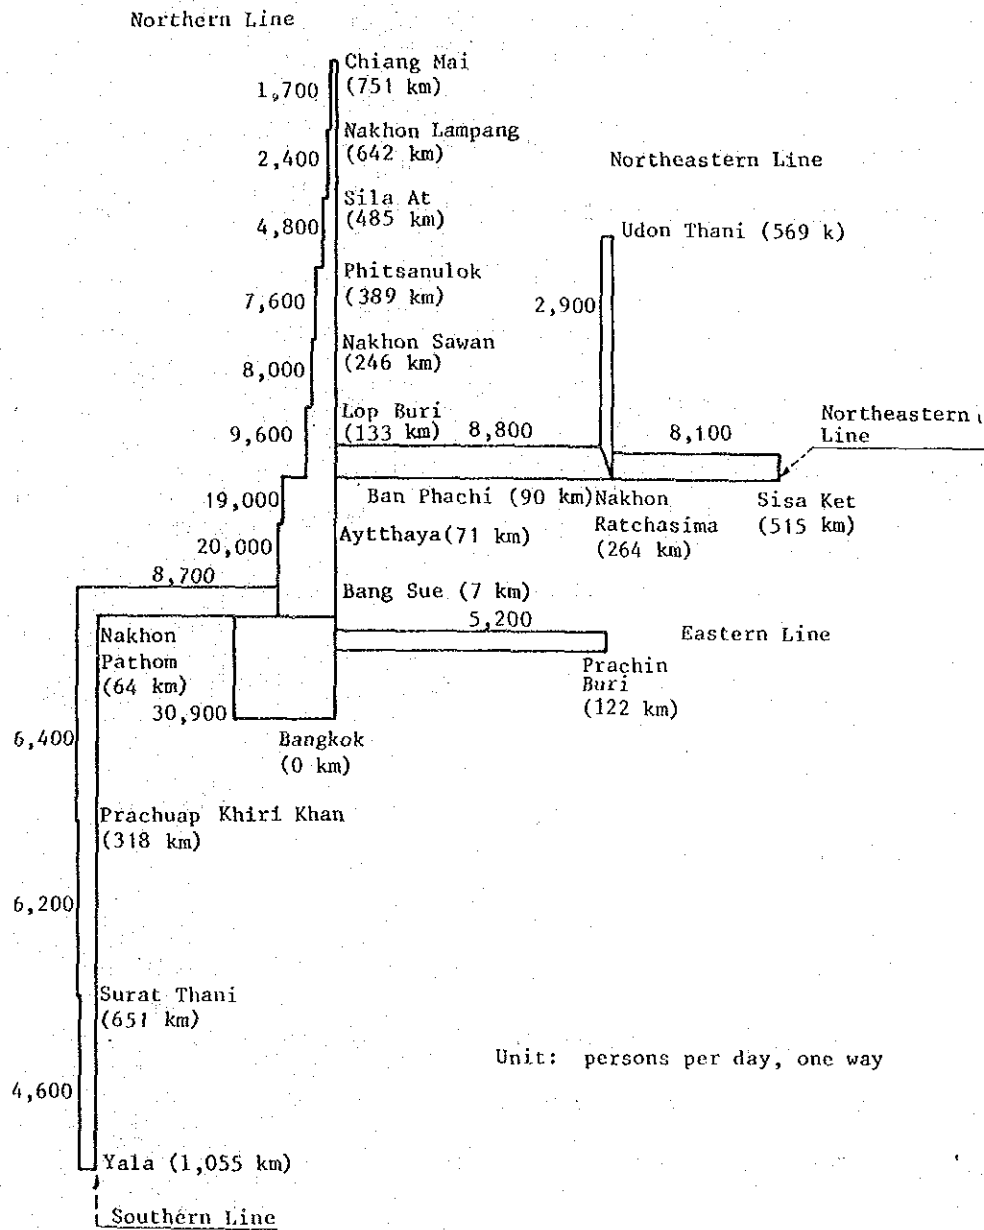 Northern Line
Chiang Mai
(751 km)
1,700
Nakhon Lampang
(642 km)
2,400
Northeastern Line
Sila At
(485 km)
4,800
Udon Thani (569 k)
Phitsanulok
(389 km)
7,600
2,900
Nakhon Sawan
(246 km)
8,000
Lop Buri
(133 km)
9,600
8,800
8,100
Northeastern
Line
19,000
Ban Phachi (90 km)
Nakhon
Ratchasima
(264 km)
Sisa Ket
(515 km)
Aytthaya(71 km)
20,000
8,700
Bang Sue (7 km)
5,200
Eastern Line
Nakhon
Pathom
(64 km)
Prachin
Buri
(122 km)
30,900
Bangkok
(0 km)
6,400
Prachuap Khiri Khan
(318 km)
6,200
Surat Thani
(651 km)
Unit: persons per day, one way
4,600
Yala (1,055 km)
Southern Line